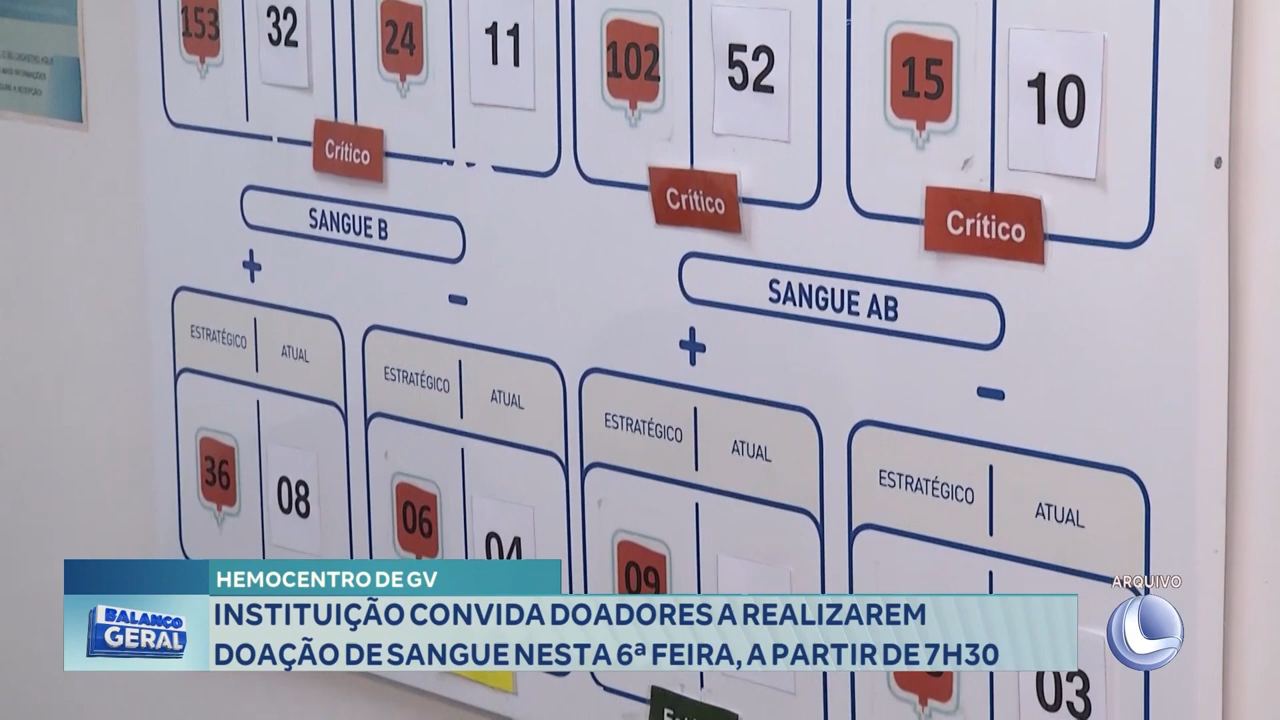 153 32 24 11 102 52 15 10
Crítico
Crítico
Crítico
SANGUE B
SANGUE AB
+ -
+ -
ESTRATÉGICO ATUAL
ESTRATÉGICO ATUAL
ESTRATÉGICO ATUAL
ESTRATÉGICO ATUAL
36 08 06 04 09
03
ARQUIVO
HEMOCENTRO DE GV
BALANÇO
GERAL
INSTITUIÇÃO CONVIDA DOADORES A REALIZAREM
DOAÇÃO DE SANGUE NESTA 6ª FEIRA, A PARTIR DE 7H30